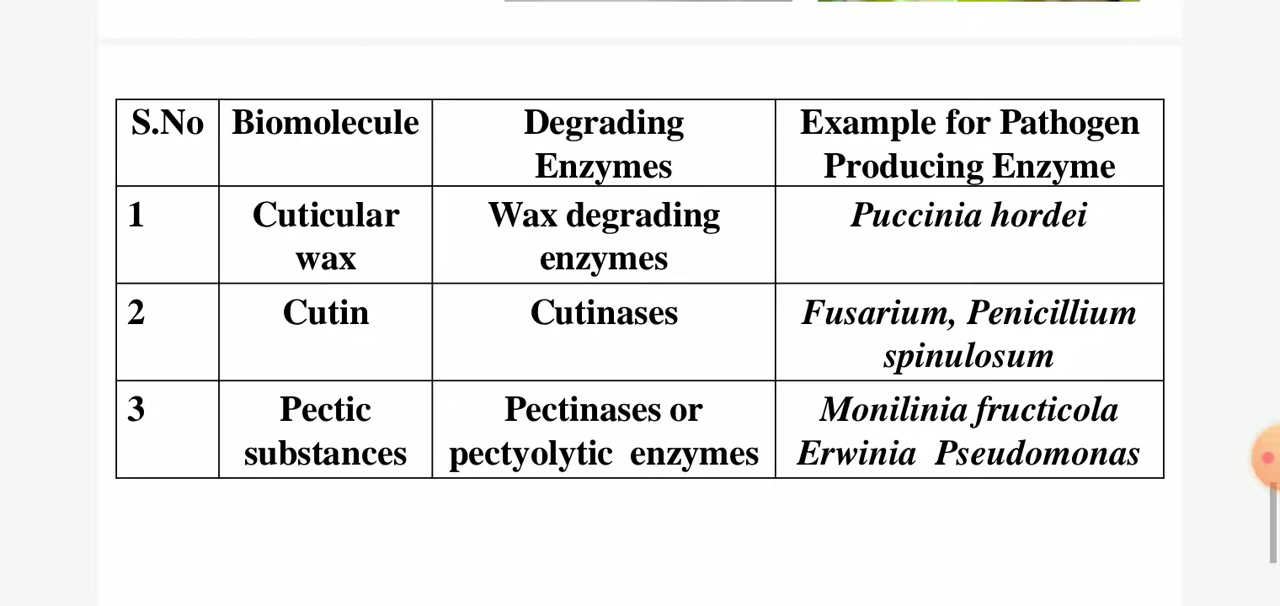 S.No Biomolecule Degrading Enzymes Example for Pathogen Producing Enzyme
1 Cuticular wax Wax degrading enzymes Puccinia hordei
2 Cutin Cutinases Fusarium, Penicillium spinulosum
3 Pectic substances Pectinases or pectyolytic enzymes Monilinia fructicola Erwinia Pseudomonas